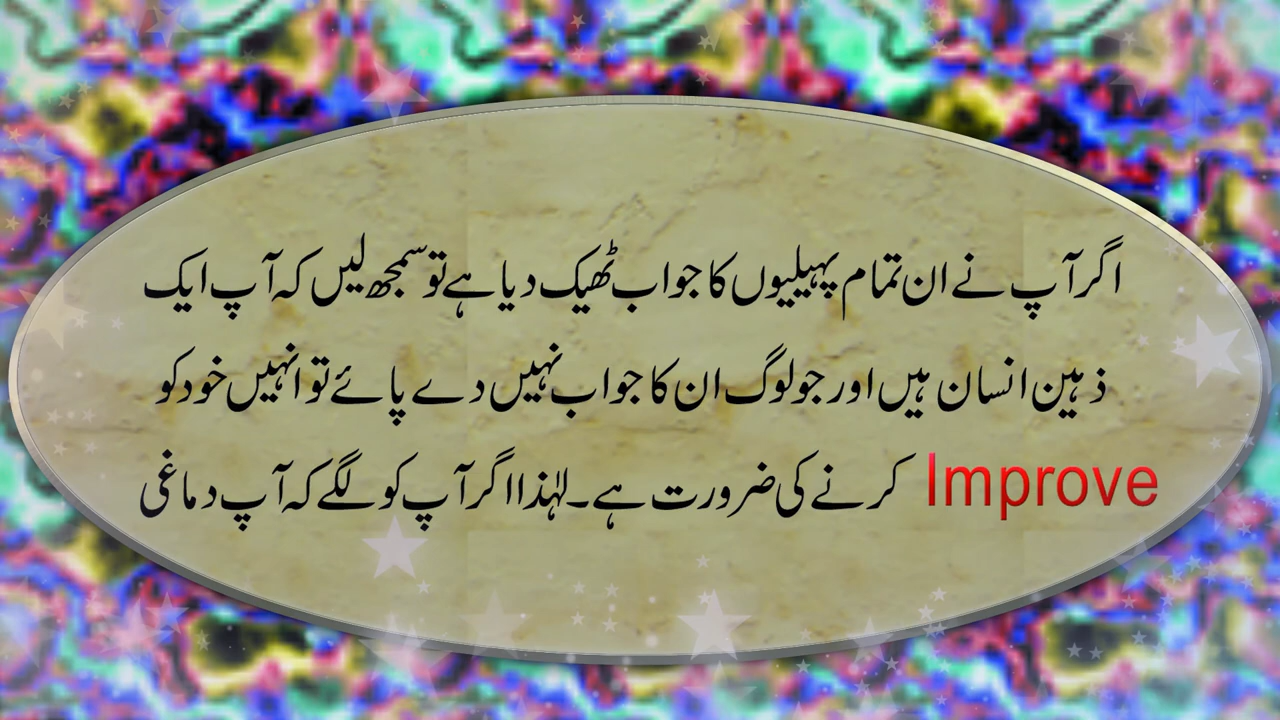 اگر آپ نے ان تمام پہیلیوں کا جواب ٹھیک دیا ہے تو سمجھ لیں کہ آپ ایک
ذہین انسان ہیں اور جو لوگ ان کا جواب نہیں دے پائے تو انہیں خود کو
Improve کرنے کی ضرورت ہے۔ لہٰذا اگر آپ کو لگے کہ آپ دماغی